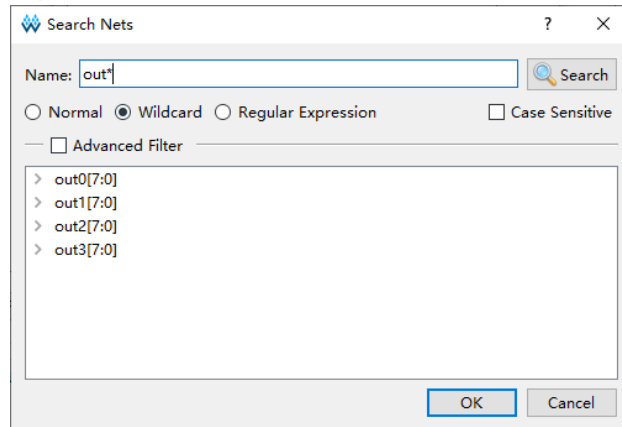 Search Nets ? ×
Name: out* Search
Normal Wildcard Regular Expression Case Sensitive
Advanced Filter
> out0[7:0]
> out1[7:0]
> out2[7:0]
> out3[7:0]
OK Cancel